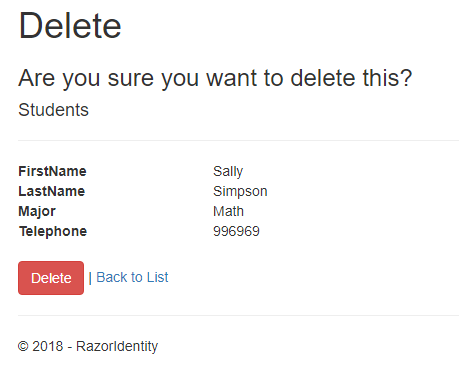 Delete
Are you sure you want to delete this?
Students
FirstName Sally
LastName Simpson
Major Math
Telephone 996969
Delete | Back to List
© 2018 - RazorIdentity